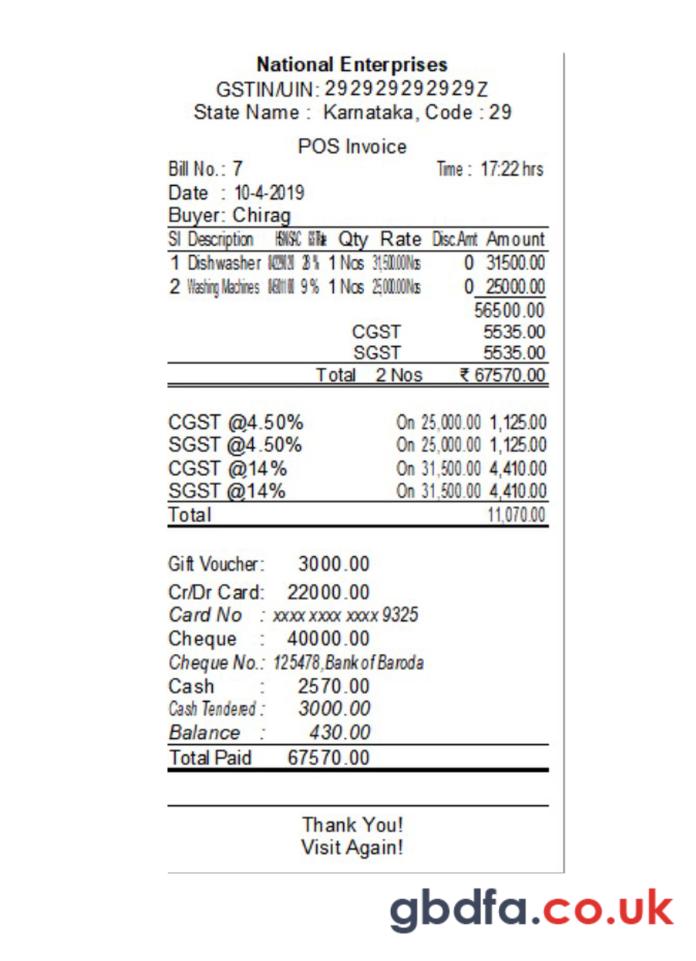 National Enterprises
GSTIN/UIN: 292929292929Z
State Name : Karnataka, Code : 29
POS Invoice
Bill No.: 7 Time : 17:22 hrs
Date : 10-4-2019
Buyer: Chirag
Sl Description HSN/SAC Qty Rate Disc.Amt Amount
1 Dishwasher 28 % 1 Nos 31,500.00/Nos 0 31500.00
2 Washing Machines 9 % 1 Nos 25,000.00/Nos 0 25000.00
56500.00
CGST 5535.00
SGST 5535.00
Total 2 Nos ₹ 67570.00
CGST @4.50% On 25,000.00 1,125.00
SGST @4.50% On 25,000.00 1,125.00
CGST @14% On 31,500.00 4,410.00
SGST @14% On 31,500.00 4,410.00
Total 11,070.00
Gift Voucher: 3000.00
Cr/Dr Card: 22000.00
Card No : xxxx xxxx xxxx 9325
Cheque : 40000.00
Cheque No.: 125478,Bank of Baroda
Cash : 2570.00
Cash Tendered : 3000.00
Balance : 430.00
Total Paid 67570.00
Thank You!
Visit Again!
gbdfa.co.uk